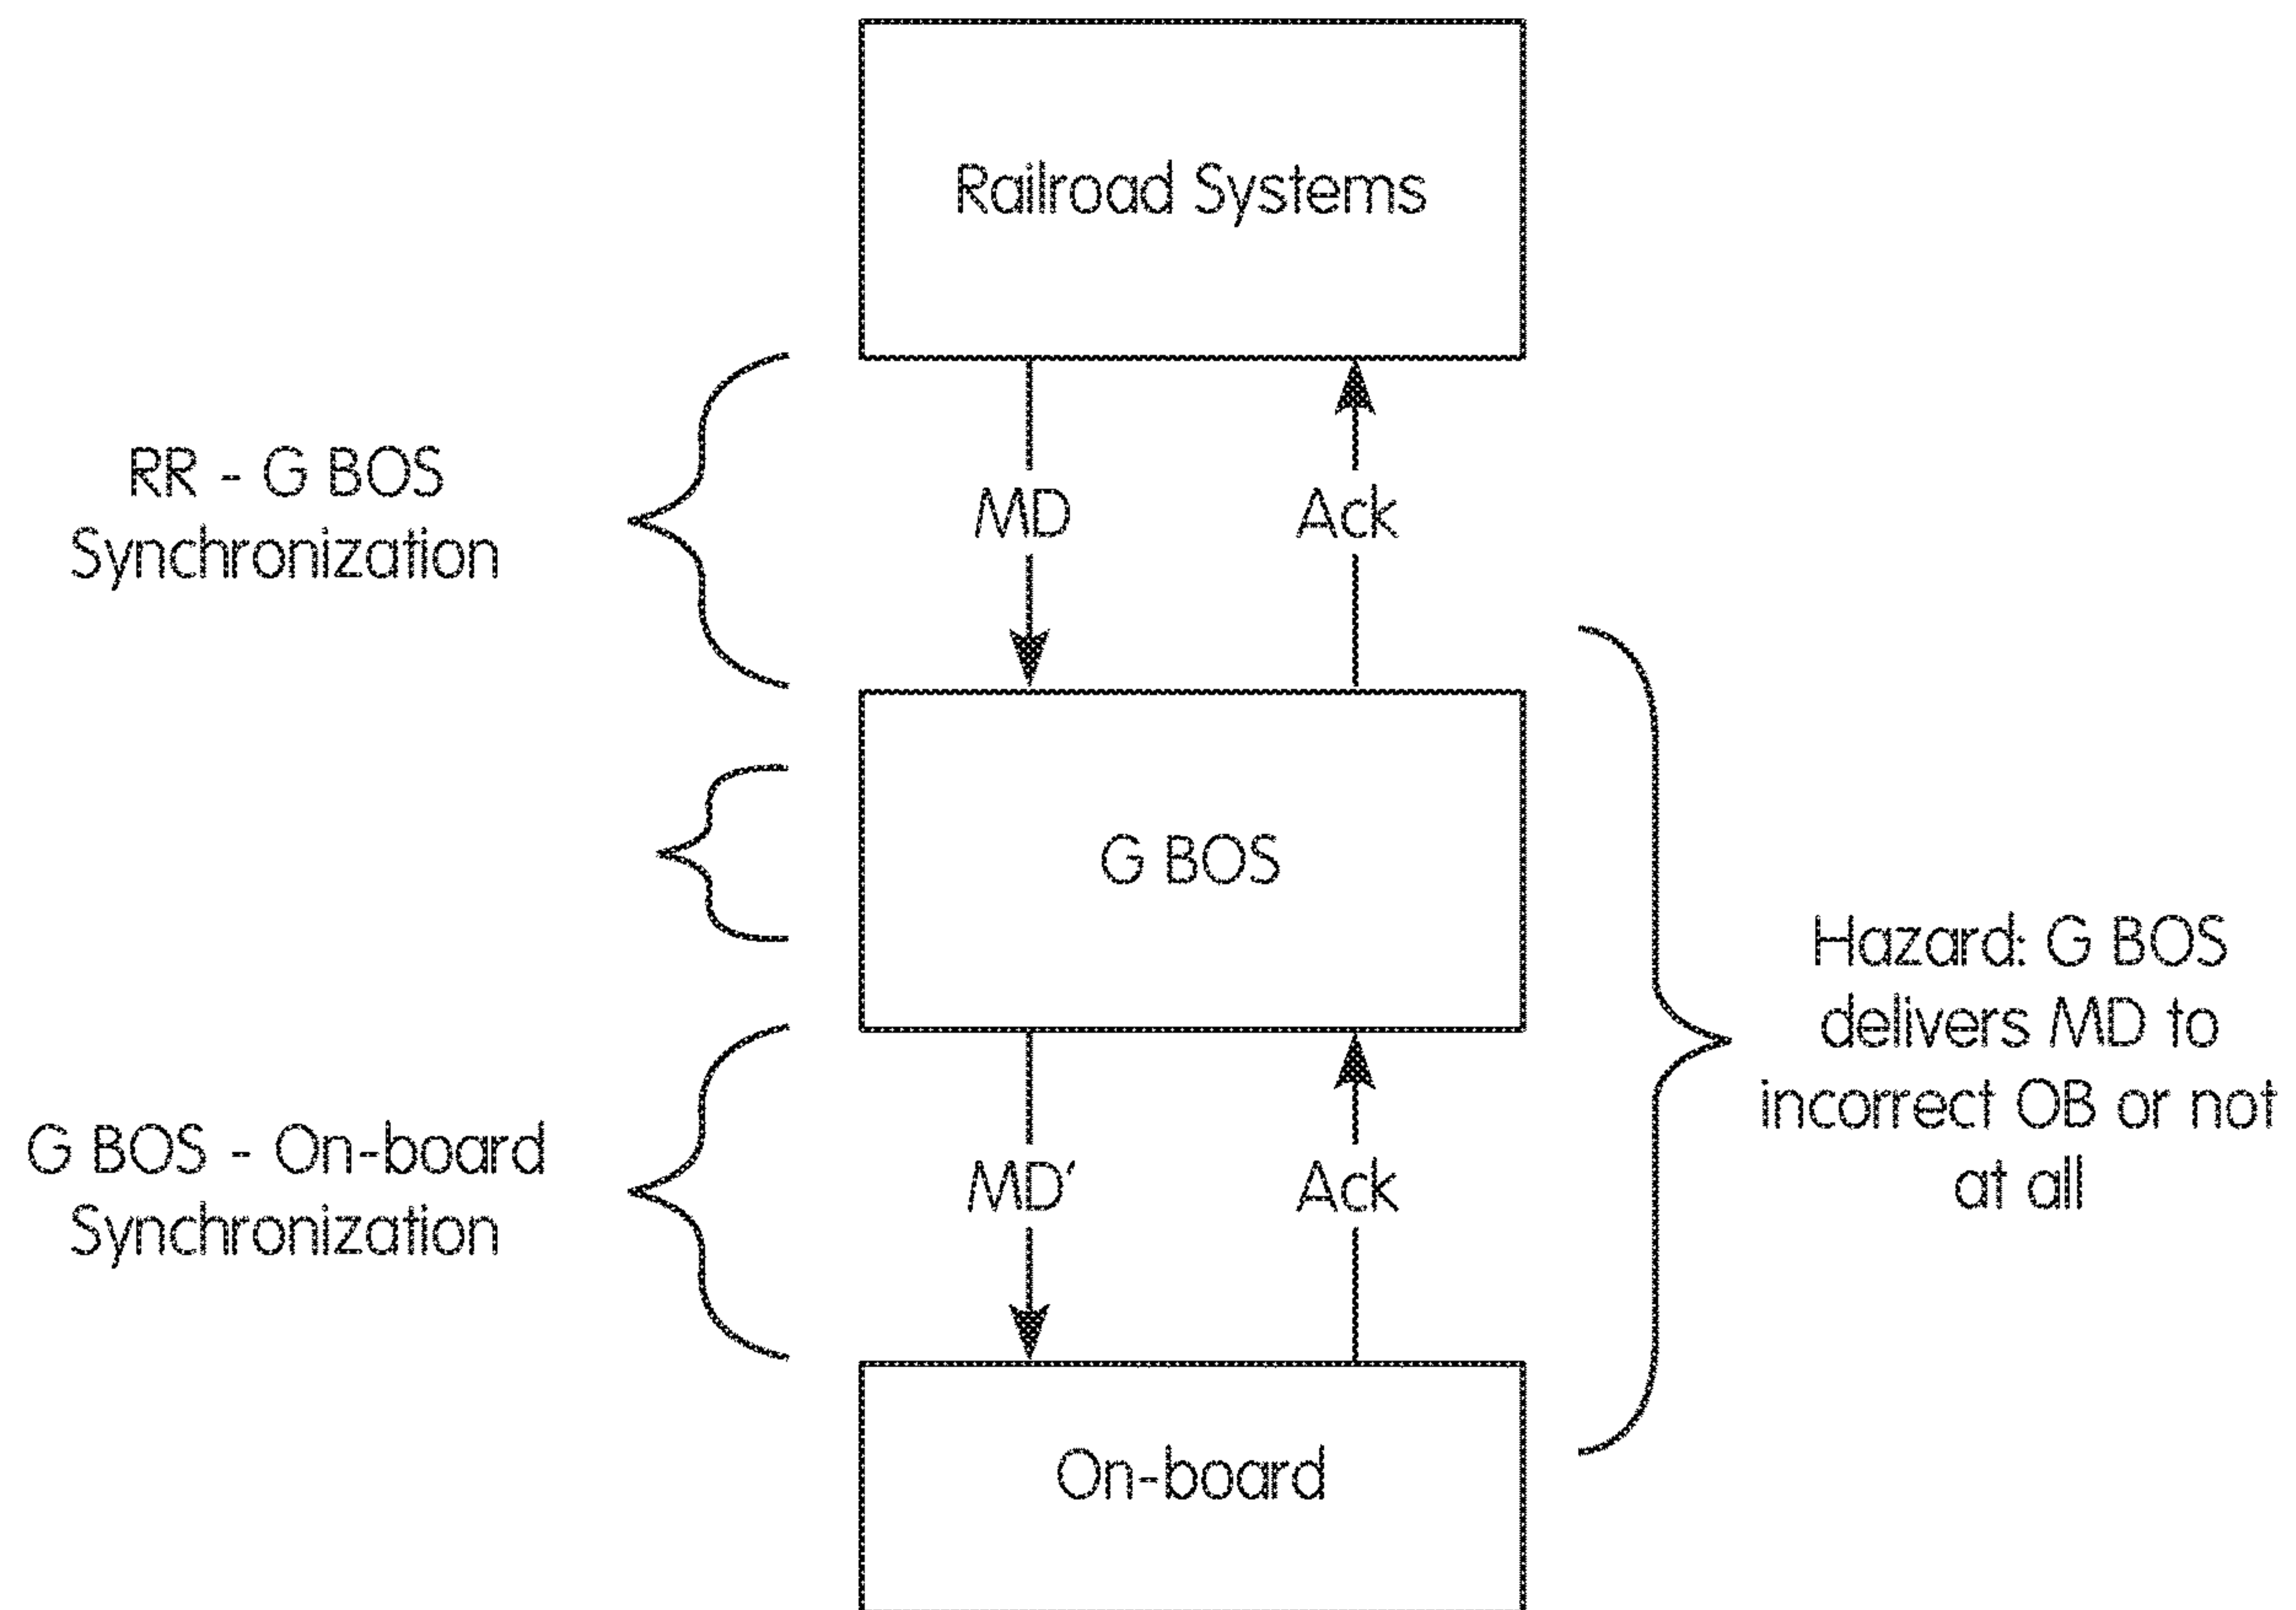 Railroad Systems
RR - G BOS
Synchronization
MD
Ack
G BOS
Hazard: G BOS
delivers MD to
incorrect OB or not
at all
G BOS - On-board
Synchronization
MD'
Ack
On-board